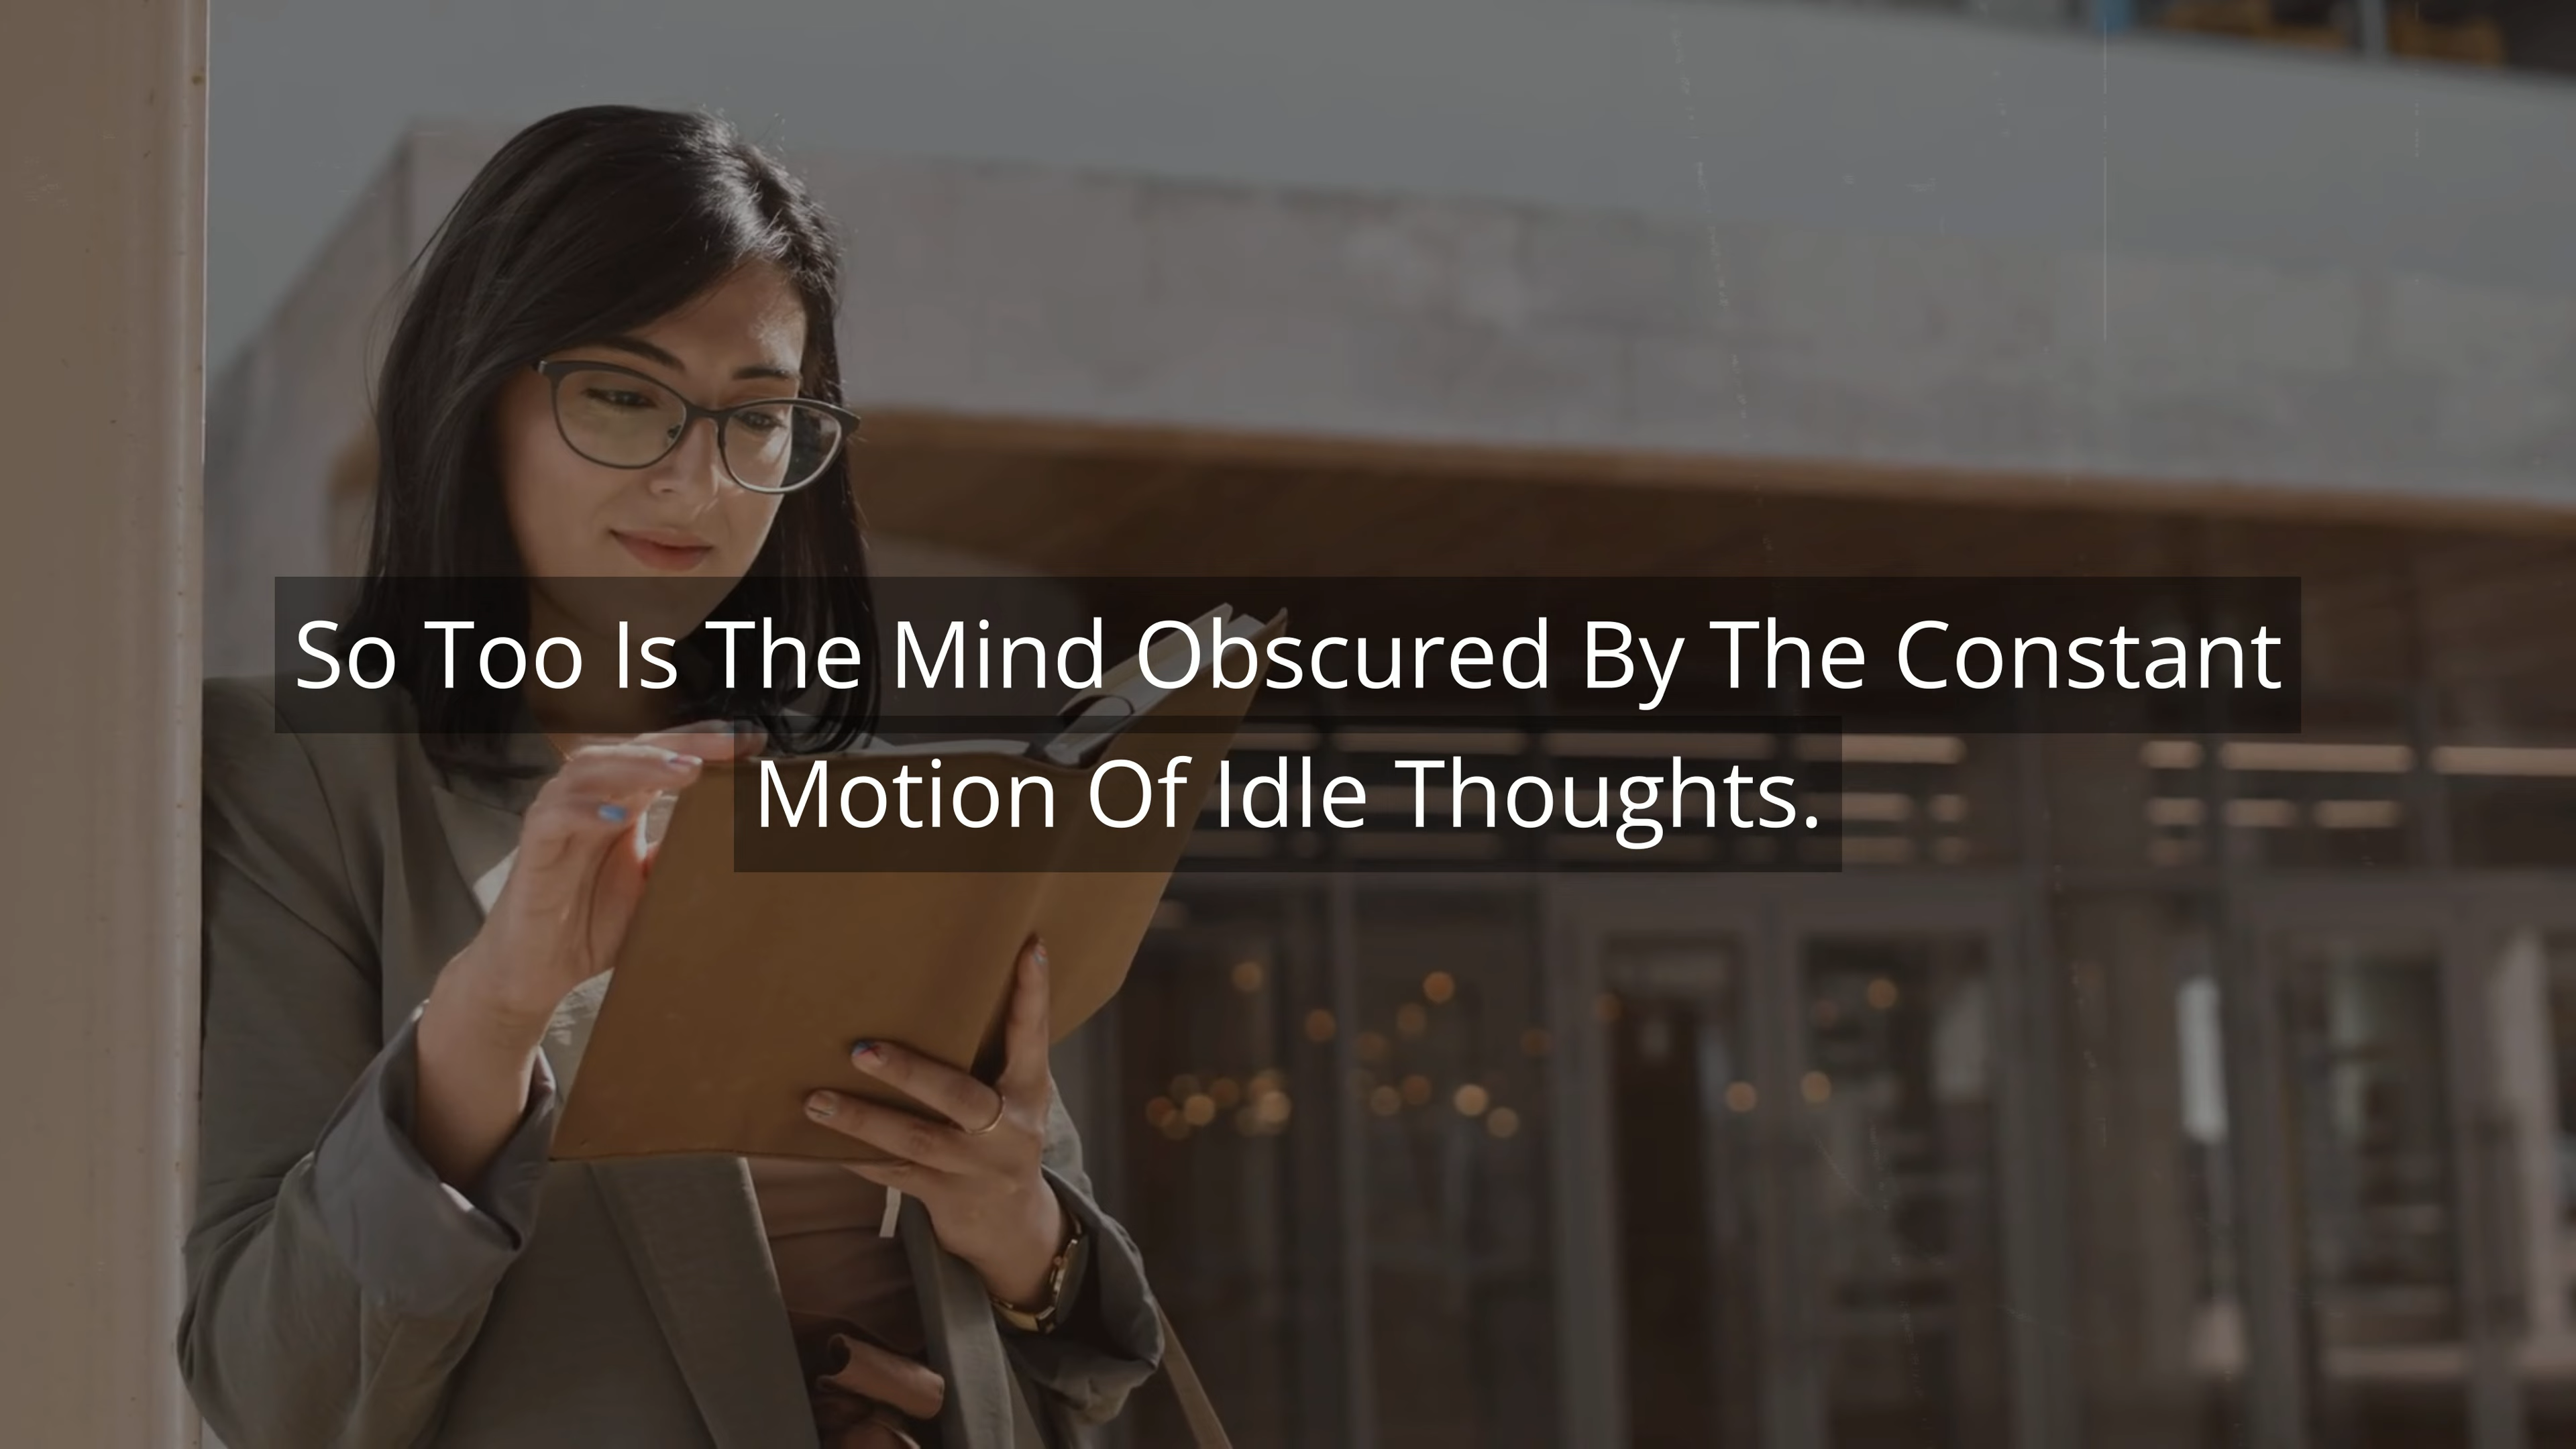 So Too Is The Mind Obscured By The Constant
Motion Of Idle Thoughts.